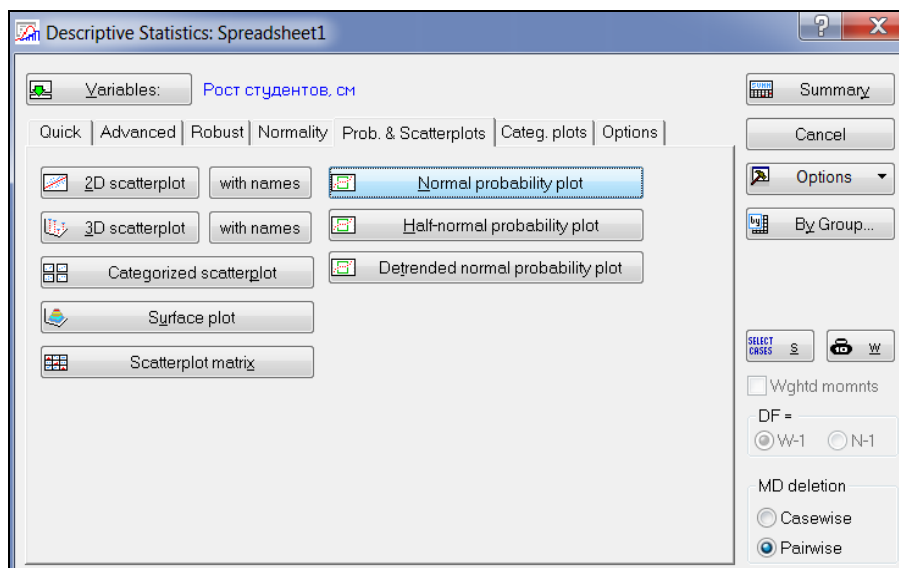 Descriptive Statistics: Spreadsheet1
? X
Variables: Рост студентов, см
Quick Advanced Robust Normality Prob. & Scatterplots Categ. plots Options
2D scatterplot with names Normal probability plot
3D scatterplot with names Half-normal probability plot
Categorized scatterplot Detrended normal probability plot
Surface plot
Scatterplot matrix
Summary
Cancel
Options
By Group...
SELECT CASES S W
Wghtd momnts
DF =
W-1 N-1
MD deletion
Casewise
Pairwise